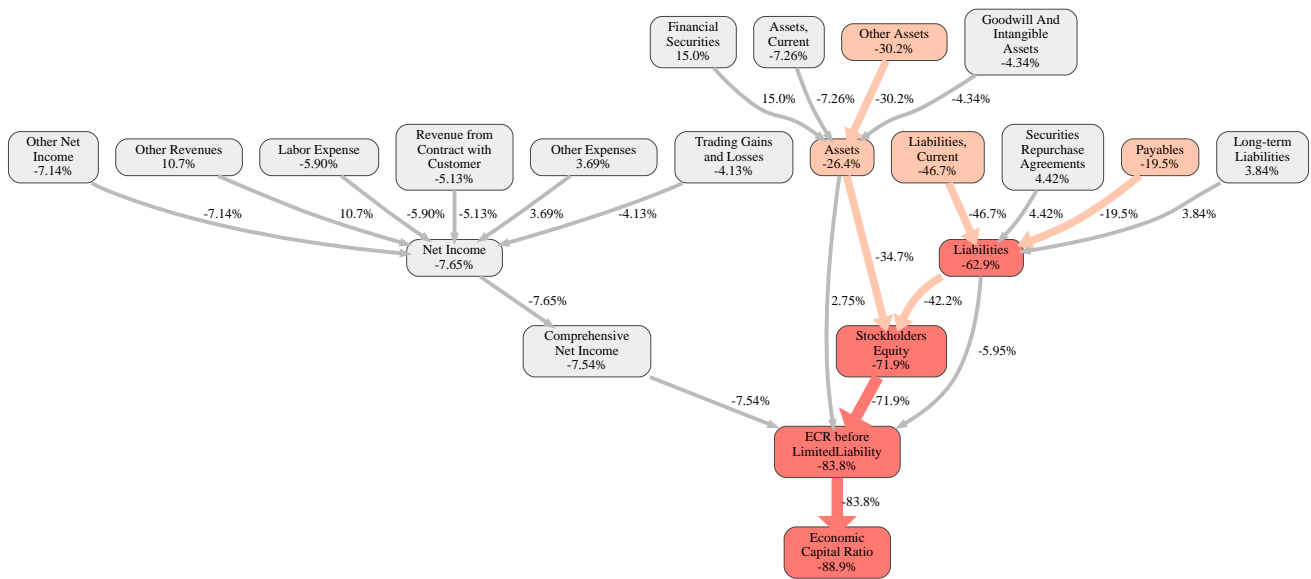 Financial
Securities
15.0%
Assets,
Current
-7.26%
Other Assets
-30.2%
Goodwill And
Intangible
Assets
-4.34%
15.0%
-7.26%
-30.2%
-4.34%
Other Net
Income
-7.14%
Other Revenues
10.7%
Labor Expense
-5.90%
Revenue from
Contract with
Customer
-5.13%
Other Expenses
3.69%
Trading Gains
and Losses
-4.13%
Assets
-26.4%
Liabilities,
Current
-46.7%
Securities
Repurchase
Agreements
4.42%
Payables
-19.5%
Long-term
Liabilities
3.84%
-7.14%
10.7%
-5.90%
-5.13%
3.69%
-4.13%
-46.7%
4.42%
-19.5%
3.84%
Net Income
-7.65%
Liabilities
-62.9%
-34.7%
-7.65%
2.75%
-42.2%
Comprehensive
Net Income
-7.54%
Stockholders
Equity
-71.9%
-5.95%
-7.54%
-71.9%
ECR before
LimitedLiability
-83.8%
-83.8%
Economic
Capital Ratio
-88.9%